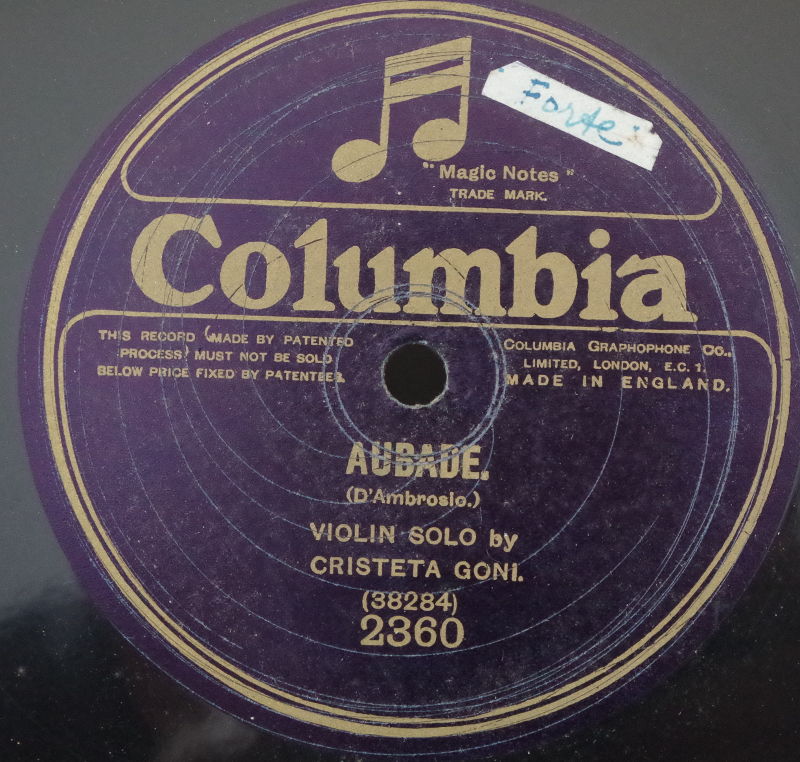 Forte
" Magic Notes "
TRADE MARK.
Columbia
THIS RECORD (MADE BY PATENTED
PROCESS) MUST NOT BE SOLD
BELOW PRICE FIXED BY PATENTEES.
COLUMBIA GRAPHOPHONE CO.,
LIMITED, LONDON, E.C. 1.
MADE IN ENGLAND.
AUBADE.
(D'Ambrosio.)
VIOLIN SOLO by
CRISTETA GONI.
(38284)
2360